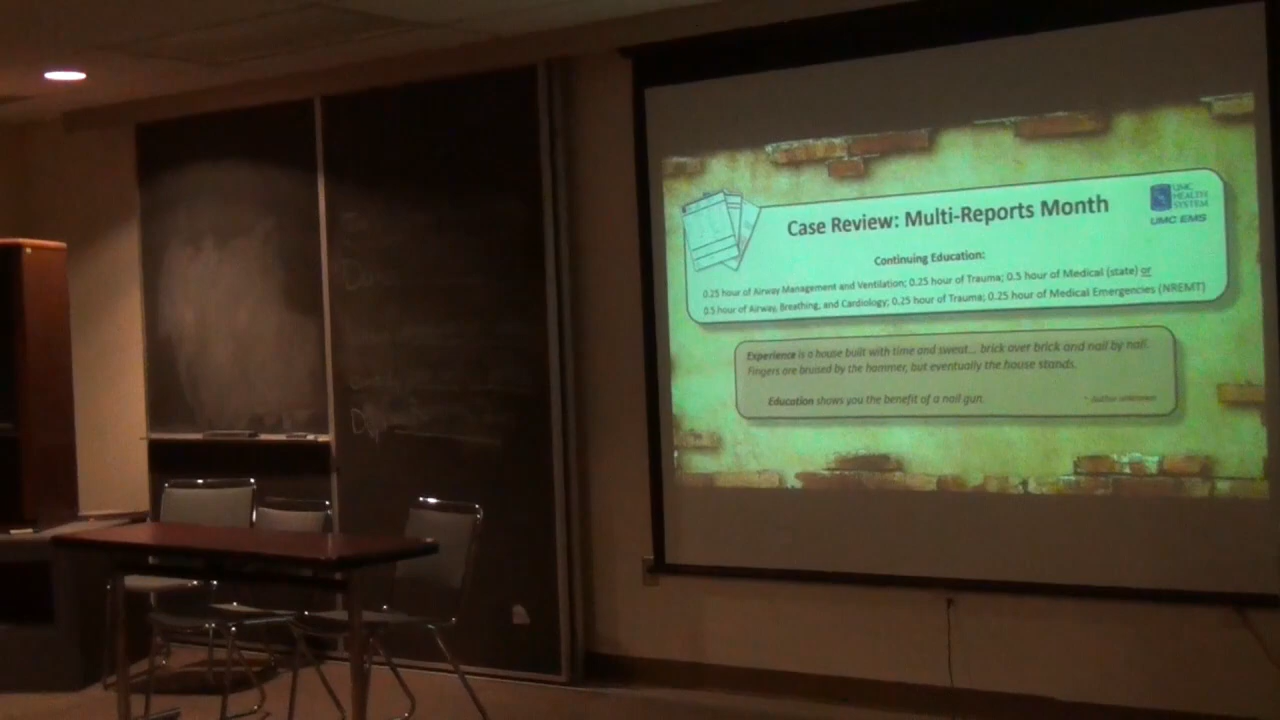 Case Review: Multi-Reports Month
UMC
HEALTH
SYSTEM
UMC EMS
Continuing Education:
0.25 hour of Airway Management and Ventilation; 0.25 hour of Trauma; 0.5 hour of Medical (state) or
0.5 hour of Airway, Breathing, and Cardiology; 0.25 hour of Trauma; 0.25 hour of Medical Emergencies (NREMT)
Experience is a house built with time and sweat... brick over brick and nail by nail.
Fingers are bruised by the hammer, but eventually the house stands.
Education shows you the benefit of a nail gun.
- Author unknown